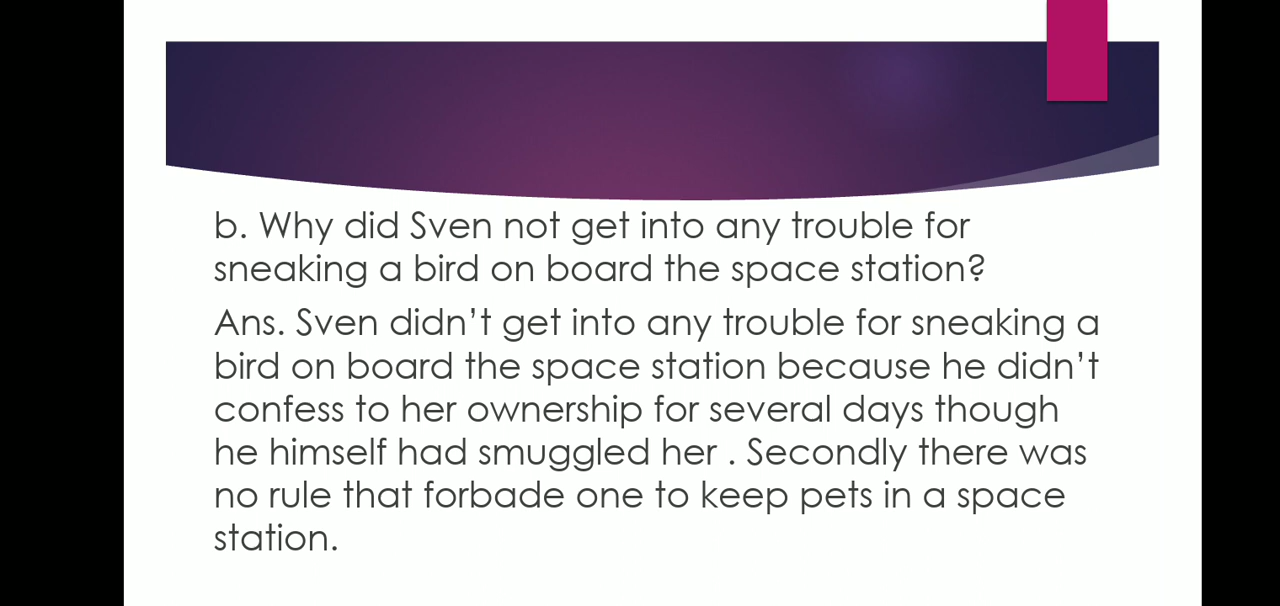 b. Why did Sven not get into any trouble for
sneaking a bird on board the space station?
Ans. Sven didn’t get into any trouble for sneaking a
bird on board the space station because he didn’t
confess to her ownership for several days though
he himself had smuggled her . Secondly there was
no rule that forbade one to keep pets in a space
station.